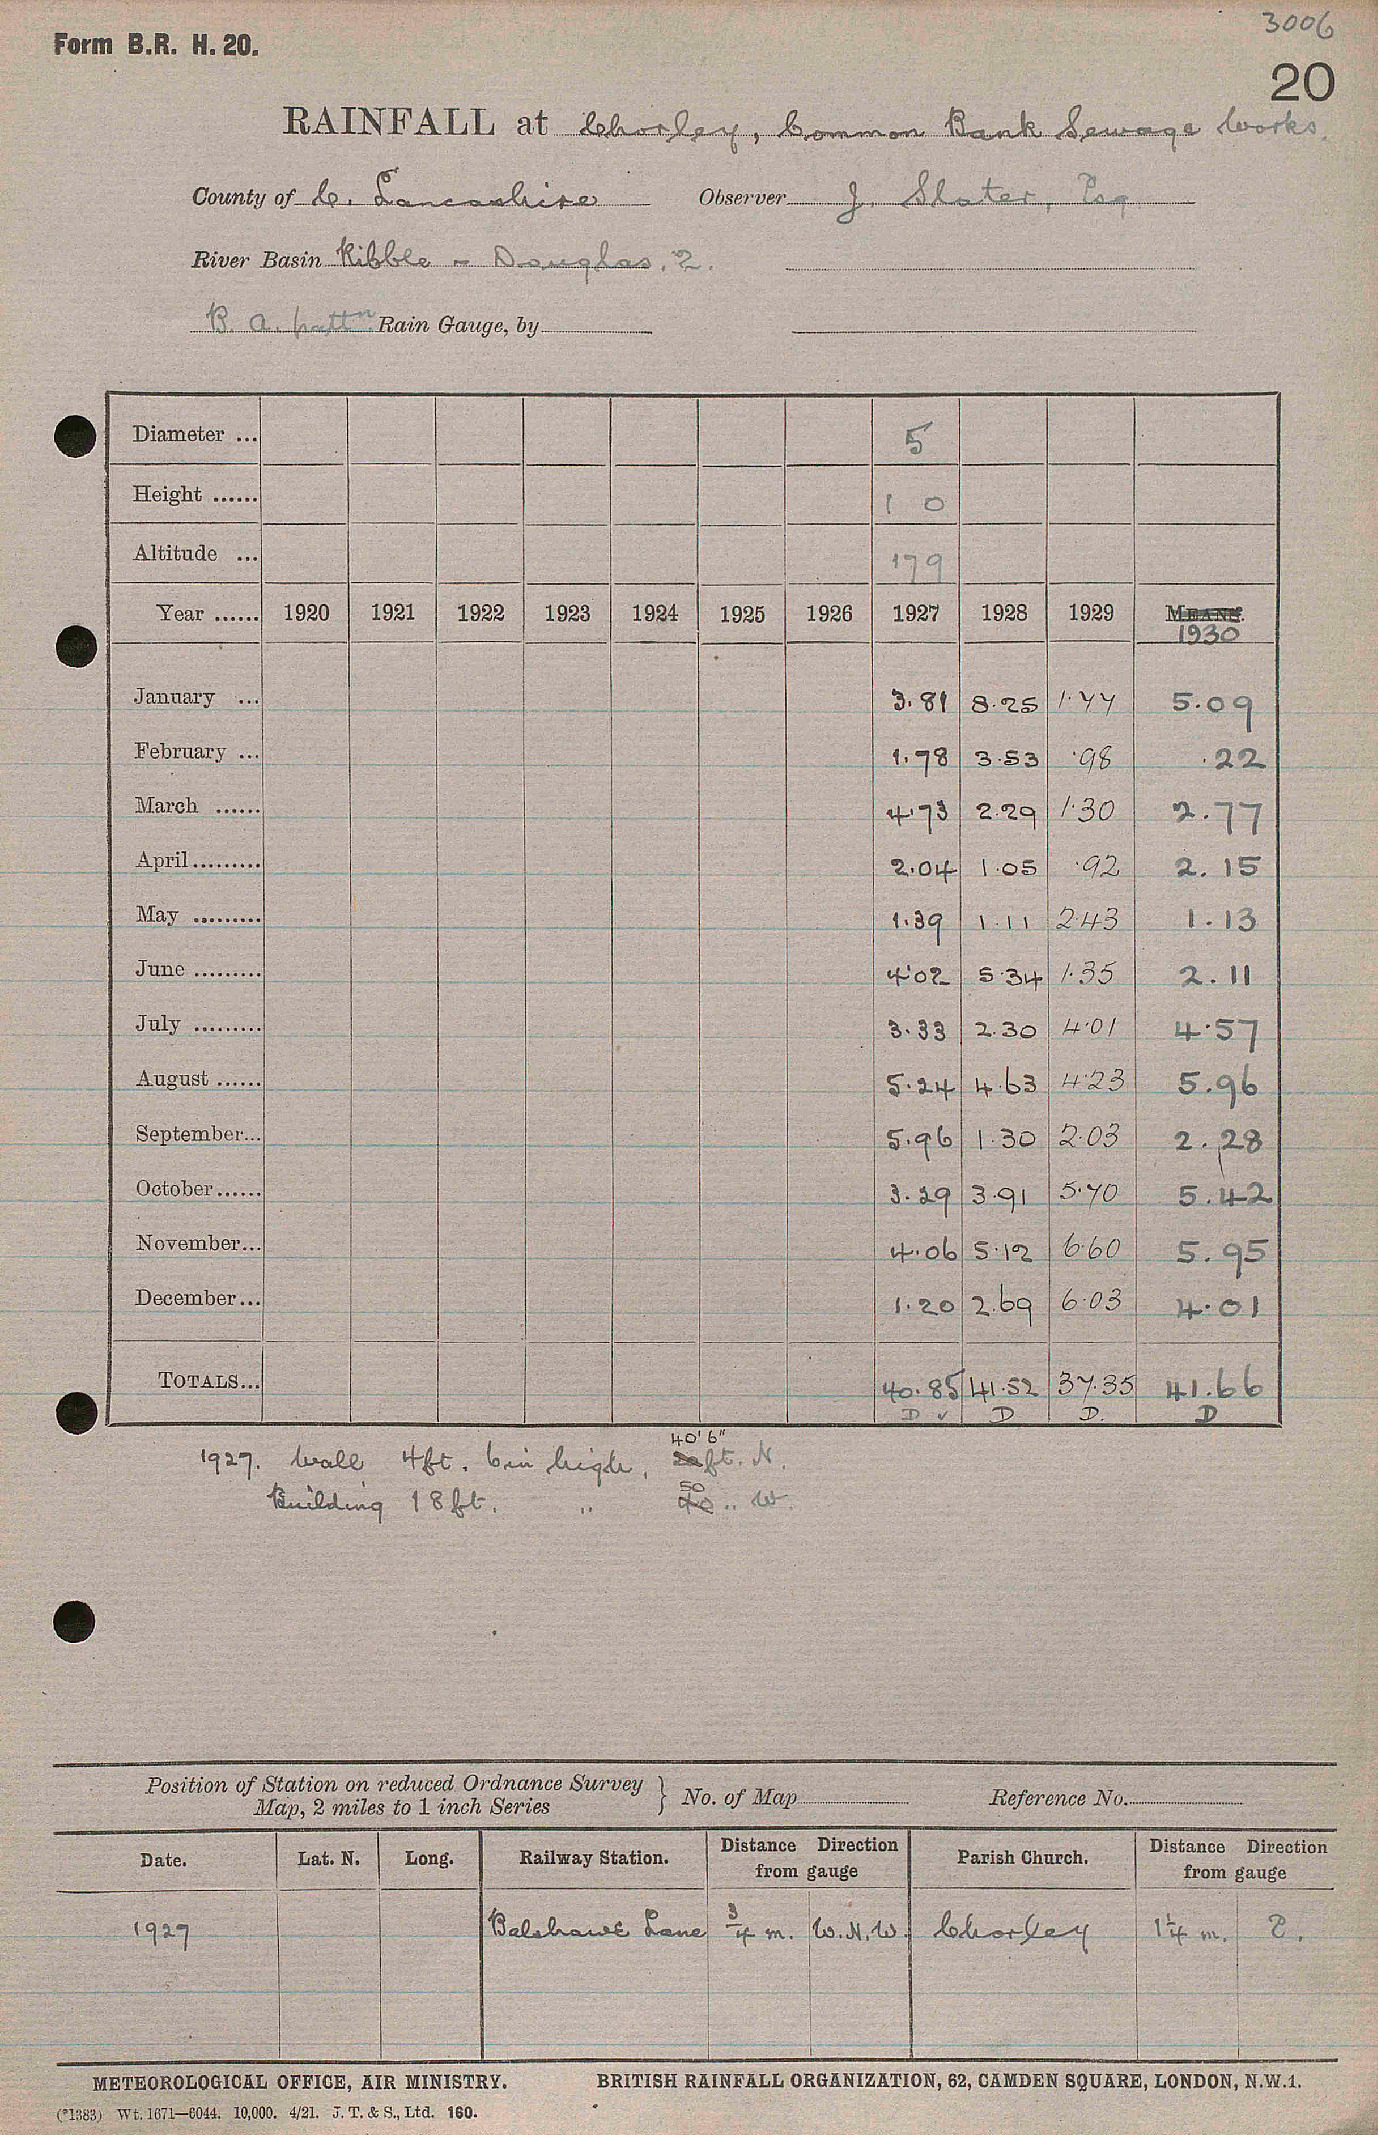 3006
Form B.R. H. 20.
20
RAINFALL at Chorley, Common Bank Sewage Works.
County of C. Lancashire Observer J. Slater, Esq
River Basin Ribble - Douglas. 2.
B. A. pattn Rain Gauge, by
Diameter ... 5
Height ...... 1 0
Altitude ... 179
Year ...... 1920 1921 1922 1923 1924 1925 1926 1927 1928 1929 MEANS.
1930
January ... 3.81 8.25 1.77 5.09
February ... 1.78 3.53 .98 .22
March ...... 4.73 2.29 1.30 2.77
April ......... 2.04 1.05 .92 2.15
May ......... 1.39 1.11 2.43 1.13
June ......... 4.02 5.34 1.35 2.11
July ......... 3.33 2.30 4.01 4.57
August ...... 5.24 4.63 4.23 5.96
September... 5.96 1.30 2.03 2.28
October...... 3.29 3.91 5.70 5.42
November... 4.06 5.12 6.60 5.95
December... 1.20 2.69 6.03 4.01
TOTALS... 40.85 41.52 37.35 41.66
D ✓ D D. D
40' 6"
1927. Wall 4ft. 6in high, ft. N.
50
Building 18ft. " 40 " W.
Position of Station on reduced Ordnance Survey } No. of Map Reference No.
Map, 2 miles to 1 inch Series
Date. Lat. N. Long. Railway Station. Distance Direction from gauge Parish Church. Distance Direction from gauge
1927 Balshawe Lane 3/4 m. W.N.W. Chorley 1 1/4 m. E.
METEOROLOGICAL OFFICE, AIR MINISTRY. BRITISH RAINFALL ORGANIZATION, 62, CAMDEN SQUARE, LONDON, N.W.1.
(*1383) Wt. 1671—6044. 10,000. 4/21. J. T. & S., Ltd. 160.